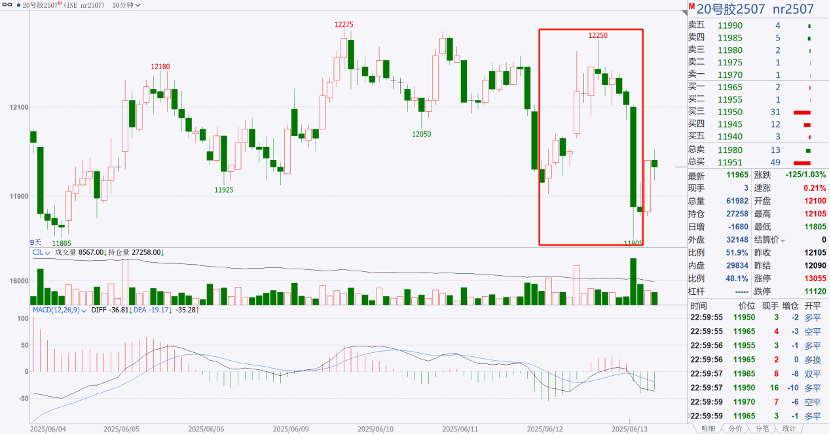 20号胶2507 M (INE nr2507) 30分钟
M 20号胶2507 nr2507
12275
12250
12180
12100
12050
11925
11900
11805
11805
9天
卖五 11990 4
卖四 11985 5
卖三 11980 2
卖二 11975 1
卖一 11970 1
买一 11965 2
买二 11955 1
买三 11950 31
买四 11945 12
买五 11940 3
总卖 11980 13
总买 11951 49
最新 11965 涨跌 -125/1.03%
现手 3 速涨 0.21%
总量 61982 开盘 12100
持仓 27258 最高 12105
日增 -1680 最低 11805
外盘 32148 结算价 0
比例 51.9% 昨收 12105
内盘 29834 昨结 12090
比例 48.1% 涨停 13055
杠杆 ----- 跌停 11120
CJL 成交量 8567.00↓ 持仓量 27258.00↓
16000
MACD(12,26,9) DIFF -36.81↓ DEA -19.17↓ -35.28↑
100
50
0
-50
时间 价位 现手 增仓 开平
22:59:55 11950 3 -2 多平
22:59:56 11965 4 -3 空平
22:59:56 11955 3 -1 多平
22:59:56 11965 2 0 多换
22:59:57 11965 8 -8 双平
22:59:57 11950 16 -10 多平
22:59:59 11970 7 -6 空平
22:59:59 11965 3 -1 多平
2025/06/04 2025/06/05 2025/06/06 2025/06/09 2025/06/10 2025/06/11 2025/06/12 2025/06/13
明细 分价 分笔 统计